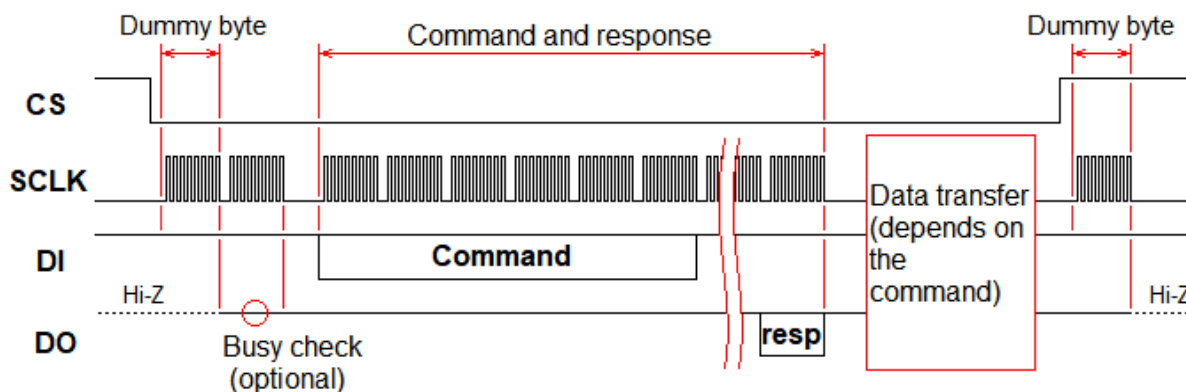 Dummy byte
Command and response
Dummy byte
CS
SCLK
DI
Command
Hi-Z
DO
Busy check
(optional)
resp
Data transfer
(depends on
the
command)
Hi-Z